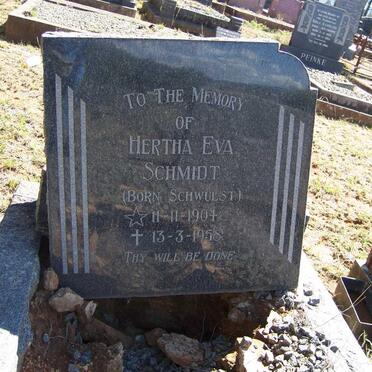 TO THE MEMORY
OF
HERTHA EVA
SCHMIDT
(BORN SCHWULST)
☆ 11-11-1904
✝ 13-3-1958
THY WILL BE DONE
PEINKE